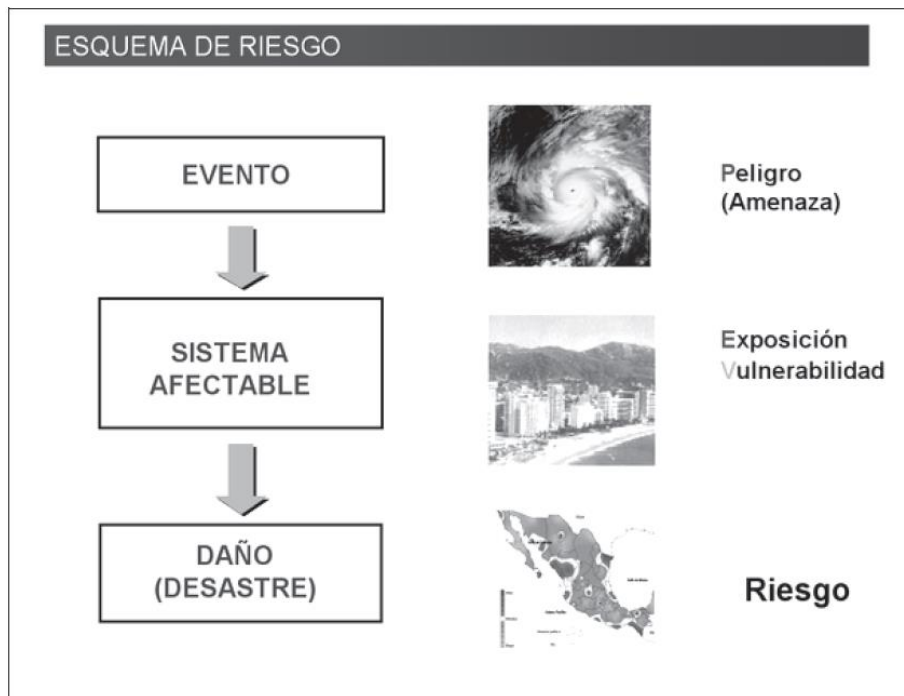 ESQUEMA DE RIESGO
EVENTO
Peligro
(Amenaza)
SISTEMA
AFECTABLE
Exposición
Vulnerabilidad
DAÑO
(DESASTRE)
Riesgo